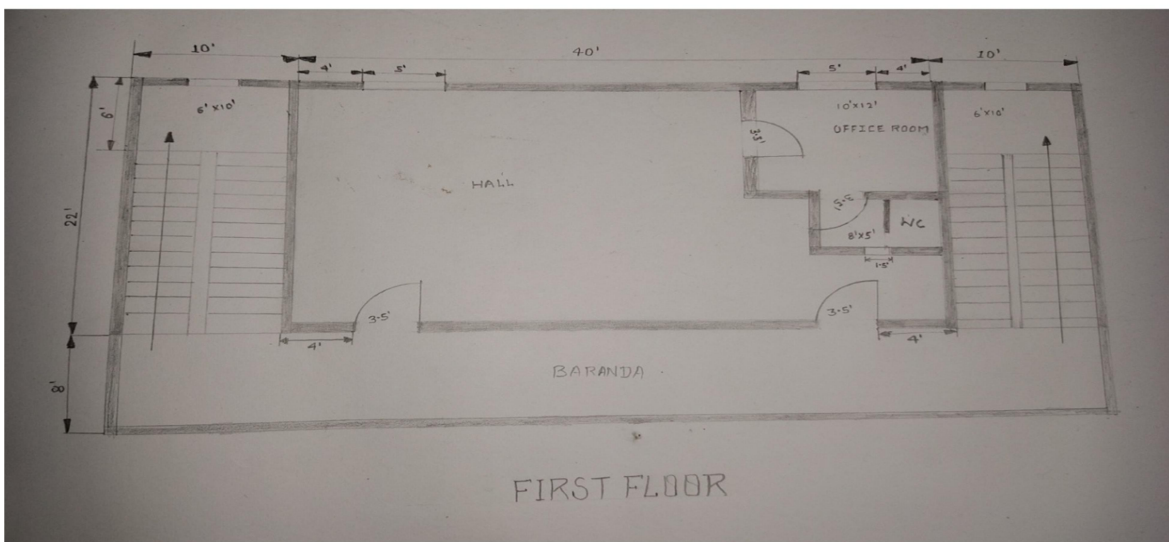 10' 40' 10'
4' 5' 5' 4'
6'
6'x10'
10'x12'
OFFICE ROOM
6'x10'
3-5'
HALL
22'
3-5'
WC
8'x5'
1-5'
3-5'
3-5'
4'
4'
8'
BARANDA
FIRST FLOOR